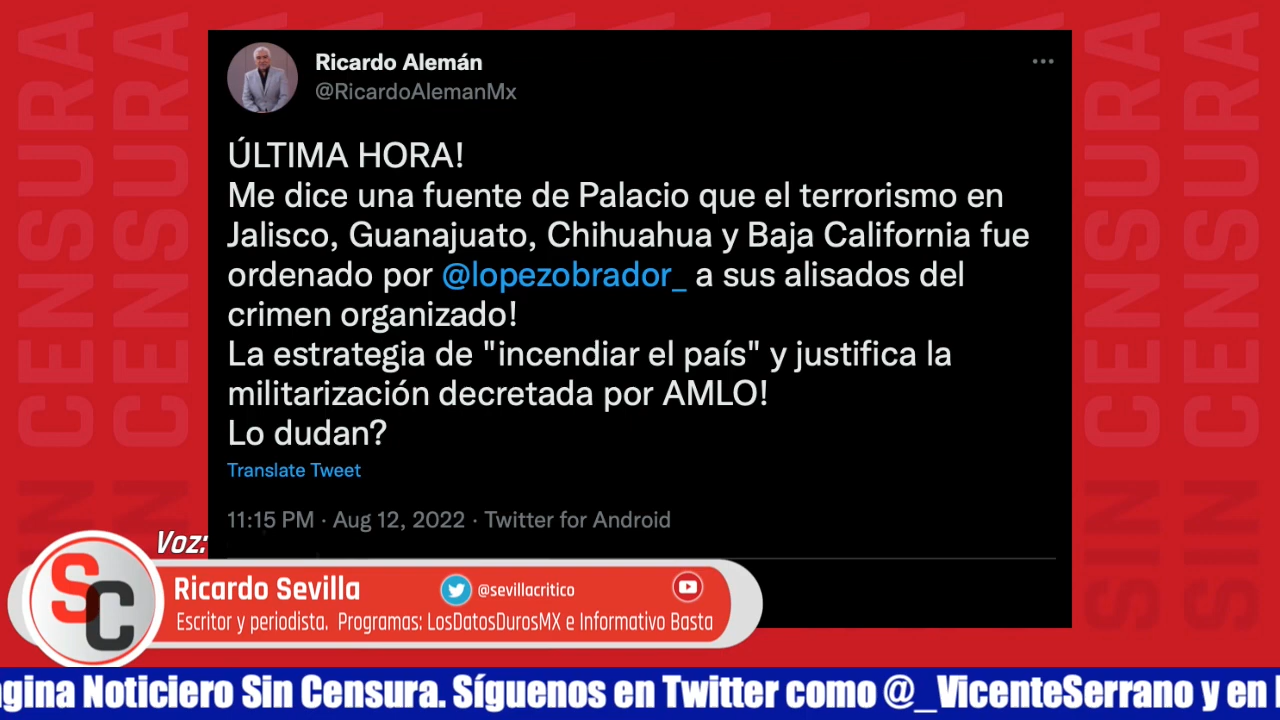 Ricardo Alemán
@RicardoAlemanMx
ÚLTIMA HORA!
Me dice una fuente de Palacio que el terrorismo en
Jalisco, Guanajuato, Chihuahua y Baja California fue
ordenado por @lopezobrador_ a sus alisados del
crimen organizado!
La estrategia de "incendiar el país" y justifica la
militarización decretada por AMLO!
Lo dudan?
Translate Tweet
11:15 PM · Aug 12, 2022 · Twitter for Android
SIN CENSURA
SIN CENSURA
SIN CENSURA
SIN CENSURA
Voz:
SC
Ricardo Sevilla
@sevillacritico
Escritor y periodista. Programas: LosDatosDurosMX e Informativo Basta
Noticiero Sin Censura. Síguenos en Twitter como @_VicenteSerrano y en